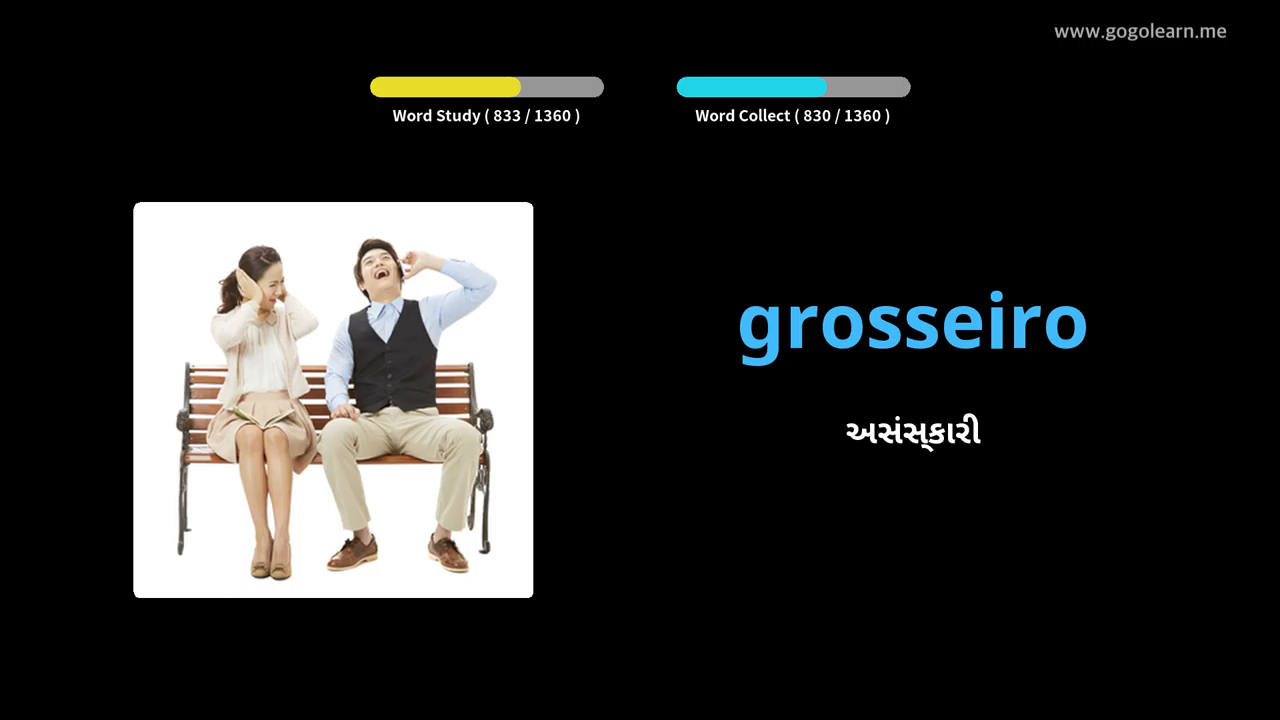 www.gogolearn.me
Word Study ( 833 / 1360 )
Word Collect ( 830 / 1360 )
grosseiro
અસંસ્કારી